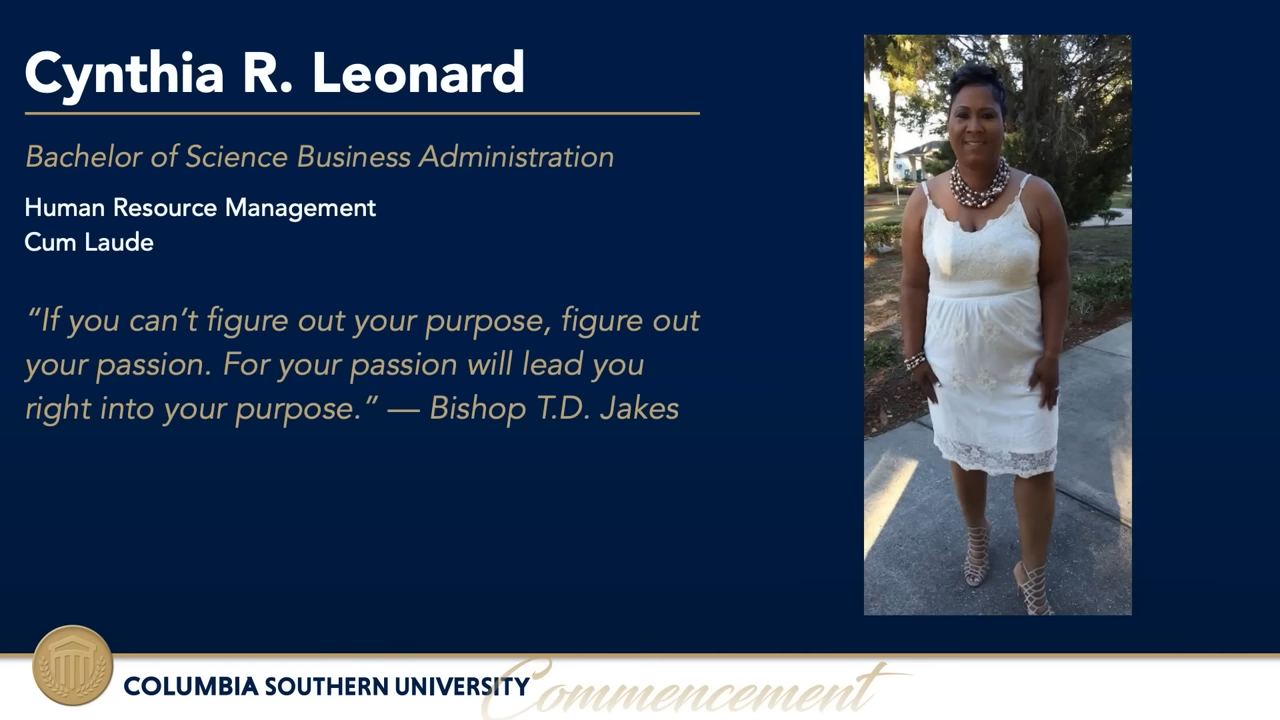 Cynthia R. Leonard
Bachelor of Science Business Administration
Human Resource Management
Cum Laude
“If you can’t figure out your purpose, figure out
your passion. For your passion will lead you
right into your purpose.” — Bishop T.D. Jakes
COLUMBIA SOUTHERN UNIVERSITY
Commencement